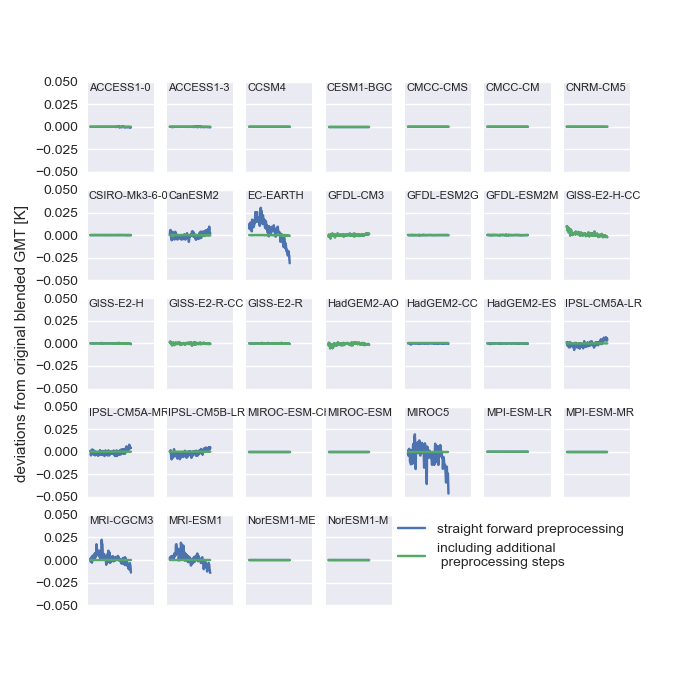 ACCESS1-0 ACCESS1-3 CCSM4 CESM1-BGC CMCC-CMS CMCC-CM CNRM-CM5
0.050
0.025
0.000
−0.025
−0.050
CSIRO-Mk3-6-0 CanESM2 EC-EARTH GFDL-CM3 GFDL-ESM2G GFDL-ESM2M GISS-E2-H-CC
0.050
0.025
0.000
−0.025
−0.050
GISS-E2-H GISS-E2-R-CC GISS-E2-R HadGEM2-AO HadGEM2-CC HadGEM2-ES IPSL-CM5A-LR
0.050
0.025
0.000
−0.025
−0.050
IPSL-CM5A-MR IPSL-CM5B-LR MIROC-ESM-CH MIROC-ESM MIROC5 MPI-ESM-LR MPI-ESM-MR
0.050
0.025
0.000
−0.025
−0.050
MRI-CGCM3 MRI-ESM1 NorESM1-ME NorESM1-M
0.050
0.025
0.000
−0.025
−0.050
deviations from original blended GMT [K]
straight forward preprocessing
including additional
preprocessing steps